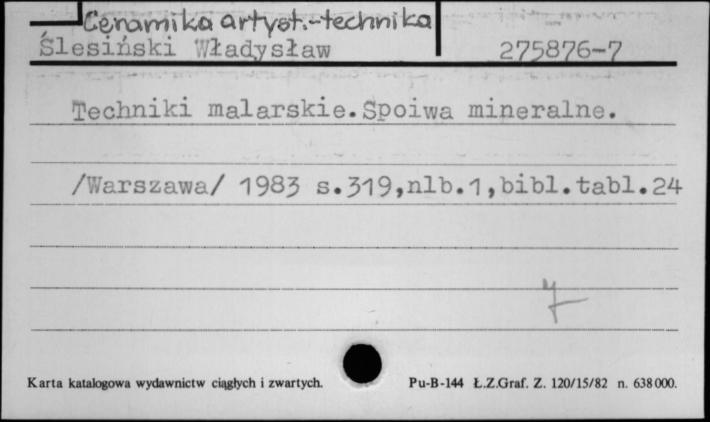 Ceramika artyst.-technika
Ślesiński Władysław 275876-7
Techniki malarskie.Spoiwa mineralne.
/Warszawa/ 1983 s.319,nlb.1,bibl.tabl.24
Karta katalogowa wydawnictw ciągłych i zwartych. Pu-B-144 Ł.Z.Graf. Z. 120/15/82 n. 638000.